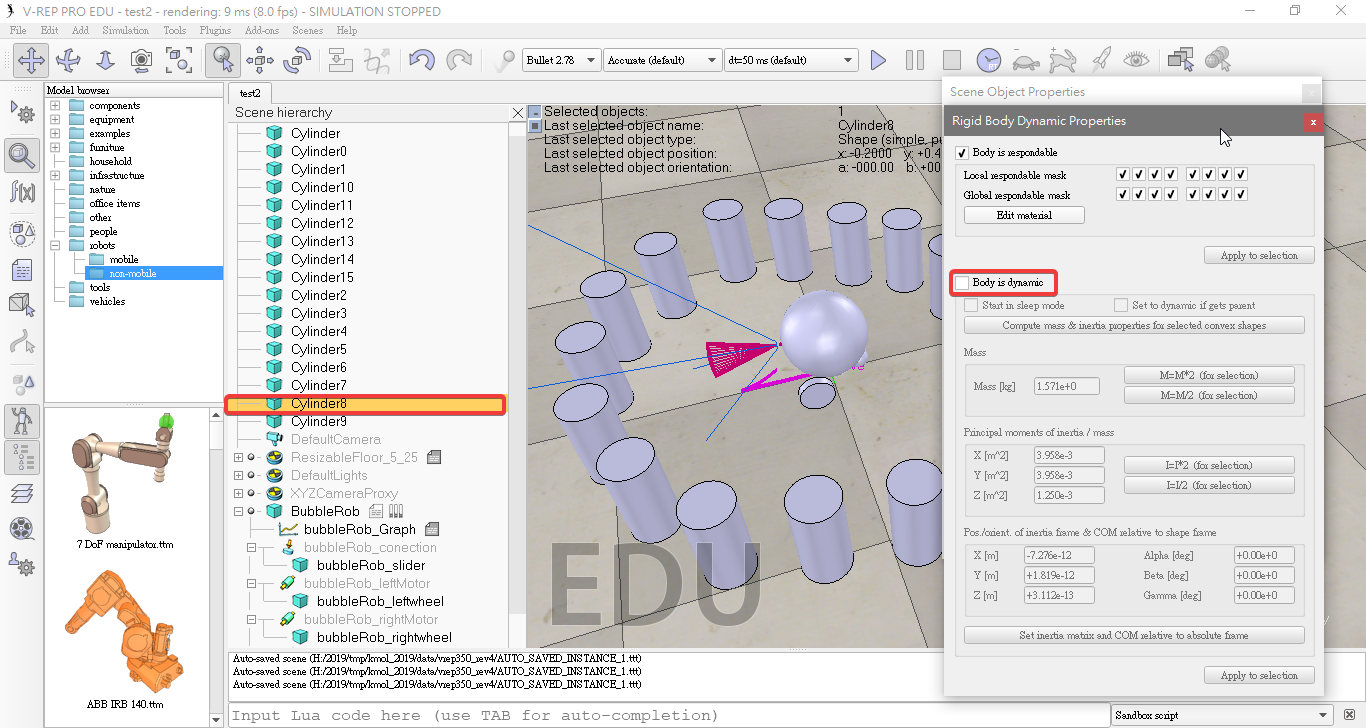 V-REP PRO EDU - test2 - rendering: 9 ms (8.0 fps) - SIMULATION STOPPED
File Edit Add Simulation Tools Plugins Add-ons Scenes Help
Bullet 2.78 Accurate (default) dt=50 ms (default)
RT
Model browser
components
equipment
examples
furniture
household
infrastructure
nature
office items
other
people
robots
mobile
non-mobile
tools
vehicles
7 DoF manipulator.ttm
ABB IRB 140.ttm
f(x)
test2
Scene hierarchy
Cylinder
Cylinder0
Cylinder1
Cylinder10
Cylinder11
Cylinder12
Cylinder13
Cylinder14
Cylinder15
Cylinder2
Cylinder3
Cylinder4
Cylinder5
Cylinder6
Cylinder7
Cylinder8
Cylinder9
DefaultCamera
ResizableFloor_5_25
DefaultLights
XYZCameraProxy
BubbleRob
bubbleRob_Graph
bubbleRob_conection
bubbleRob_slider
bubbleRob_leftMotor
bubbleRob_leftwheel
bubbleRob_rightMotor
bubbleRob_rightwheel
Selected objects: 1
Last selected object name: Cylinder8
Last selected object type: Shape (simple, pu
Last selected object position: x: -0.2000 y: +0.4
Last selected object orientation: a: -000.00 b: +00
EDU
Scene Object Properties
Rigid Body Dynamic Properties
Body is respondable
Local respondable mask
Global respondable mask
Edit material
Apply to selection
Body is dynamic
Start in sleep mode Set to dynamic if gets parent
Compute mass & inertia properties for selected convex shapes
Mass
Mass [kg] 1.571e+0 M=M*2 (for selection)
M=M/2 (for selection)
Principal moments of inertia / mass
X [m^2] 3.958e-3
Y [m^2] 3.958e-3
Z [m^2] 1.250e-3
I=I*2 (for selection)
I=I/2 (for selection)
Pos./orient. of inertia frame & COM relative to shape frame
X [m] -7.276e-12 Alpha [deg] +0.00e+0
Y [m] +1.819e-12 Beta [deg] +0.00e+0
Z [m] +3.112e-13 Gamma [deg] +0.00e+0
Set inertia matrix and COM relative to absolute frame
Apply to selection
Auto-saved scene (H:/2019/tmp/kmol_2019/data/vrep350_rev4/AUTO_SAVED_INSTANCE_1.ttt)
Auto-saved scene (H:/2019/tmp/kmol_2019/data/vrep350_rev4/AUTO_SAVED_INSTANCE_1.ttt)
Auto-saved scene (H:/2019/tmp/kmol_2019/data/vrep350_rev4/AUTO_SAVED_INSTANCE_1.ttt)
Input Lua code here (use TAB for auto-completion)
Sandbox script